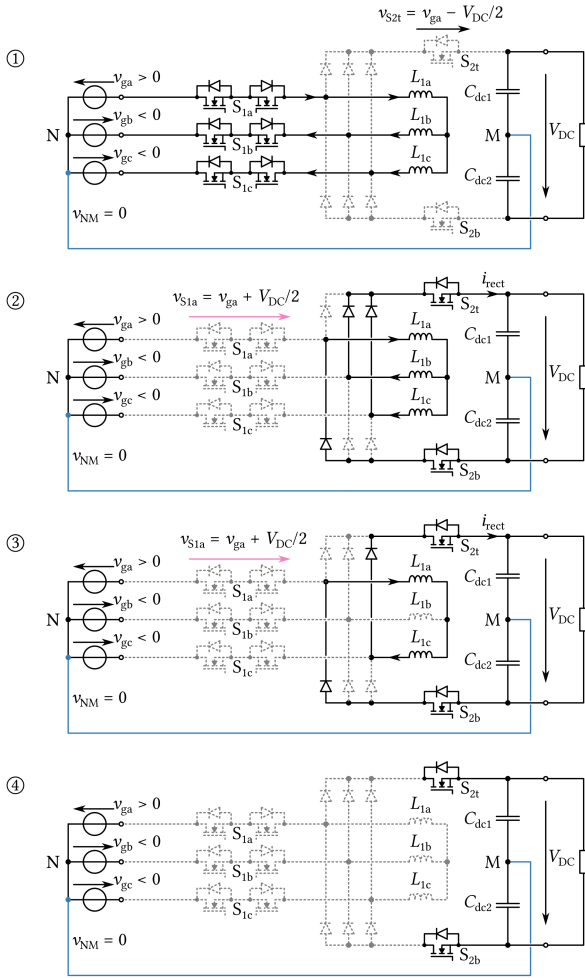 v_S2t = v_ga − V_DC/2
①
v_ga > 0
S_2t
S_1a
L_1a
C_dc1
v_gb < 0
N
S_1b
L_1b
M
V_DC
v_gc < 0
S_1c
L_1c
C_dc2
v_NM = 0
S_2b
②
v_S1a = v_ga + V_DC/2
i_rect
v_ga > 0
S_2t
S_1a
L_1a
C_dc1
v_gb < 0
N
S_1b
L_1b
M
V_DC
v_gc < 0
S_1c
L_1c
C_dc2
v_NM = 0
S_2b
③
v_S1a = v_ga + V_DC/2
i_rect
v_ga > 0
S_2t
S_1a
L_1a
C_dc1
v_gb < 0
N
S_1b
L_1b
M
V_DC
v_gc < 0
S_1c
L_1c
C_dc2
v_NM = 0
S_2b
④
v_ga > 0
S_2t
S_1a
L_1a
C_dc1
v_gb < 0
N
S_1b
L_1b
M
V_DC
v_gc < 0
S_1c
L_1c
C_dc2
v_NM = 0
S_2b